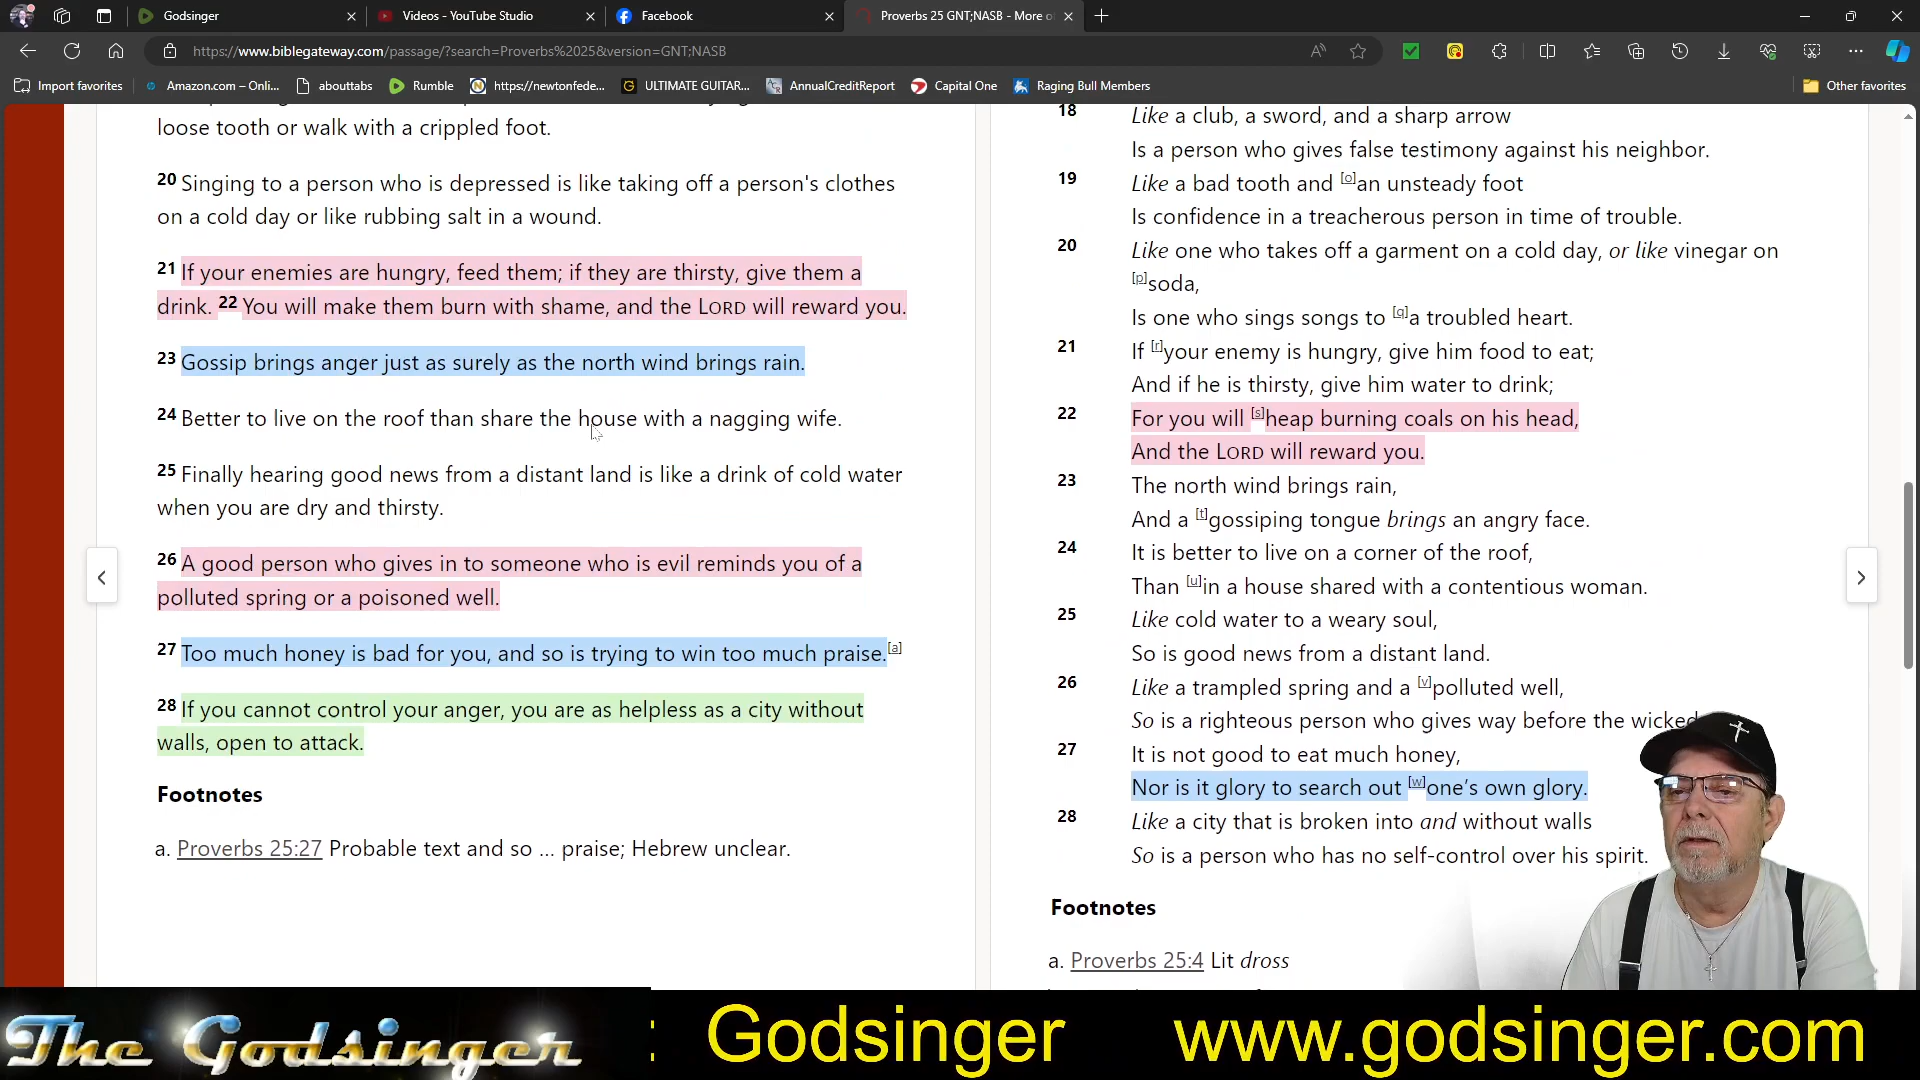 Godsinger
Videos - YouTube Studio
Facebook
Proverbs 25 GNT;NASB - More o
https://www.biblegateway.com/passage/?search=Proverbs%2025&version=GNT;NASB
Import favorites
Amazon.com – Onli...
abouttabs
Rumble
https://newtonfede...
ULTIMATE GUITAR...
AnnualCreditReport
Capital One
Raging Bull Members
Other favorites
loose tooth or walk with a crippled foot.
20 Singing to a person who is depressed is like taking off a person's clothes
on a cold day or like rubbing salt in a wound.
21 If your enemies are hungry, feed them; if they are thirsty, give them a
drink. 22 You will make them burn with shame, and the LORD will reward you.
23 Gossip brings anger just as surely as the north wind brings rain.
24 Better to live on the roof than share the house with a nagging wife.
25 Finally hearing good news from a distant land is like a drink of cold water
when you are dry and thirsty.
26 A good person who gives in to someone who is evil reminds you of a
polluted spring or a poisoned well.
27 Too much honey is bad for you, and so is trying to win too much praise.[a]
28 If you cannot control your anger, you are as helpless as a city without
walls, open to attack.
Footnotes
a. Proverbs 25:27 Probable text and so ... praise; Hebrew unclear.
18 Like a club, a sword, and a sharp arrow
Is a person who gives false testimony against his neighbor.
19 Like a bad tooth and [o]an unsteady foot
Is confidence in a treacherous person in time of trouble.
20 Like one who takes off a garment on a cold day, or like vinegar on
[p]soda,
Is one who sings songs to [q]a troubled heart.
21 If [r]your enemy is hungry, give him food to eat;
And if he is thirsty, give him water to drink;
22 For you will [s]heap burning coals on his head,
And the LORD will reward you.
23 The north wind brings rain,
And a [t]gossiping tongue brings an angry face.
24 It is better to live on a corner of the roof,
Than [u]in a house shared with a contentious woman.
25 Like cold water to a weary soul,
So is good news from a distant land.
26 Like a trampled spring and a [v]polluted well,
So is a righteous person who gives way before the wicked
27 It is not good to eat much honey,
Nor is it glory to search out [w]one's own glory.
28 Like a city that is broken into and without walls
So is a person who has no self-control over his spirit.
Footnotes
a. Proverbs 25:4 Lit dross
The Godsinger
: Godsinger www.godsinger.com